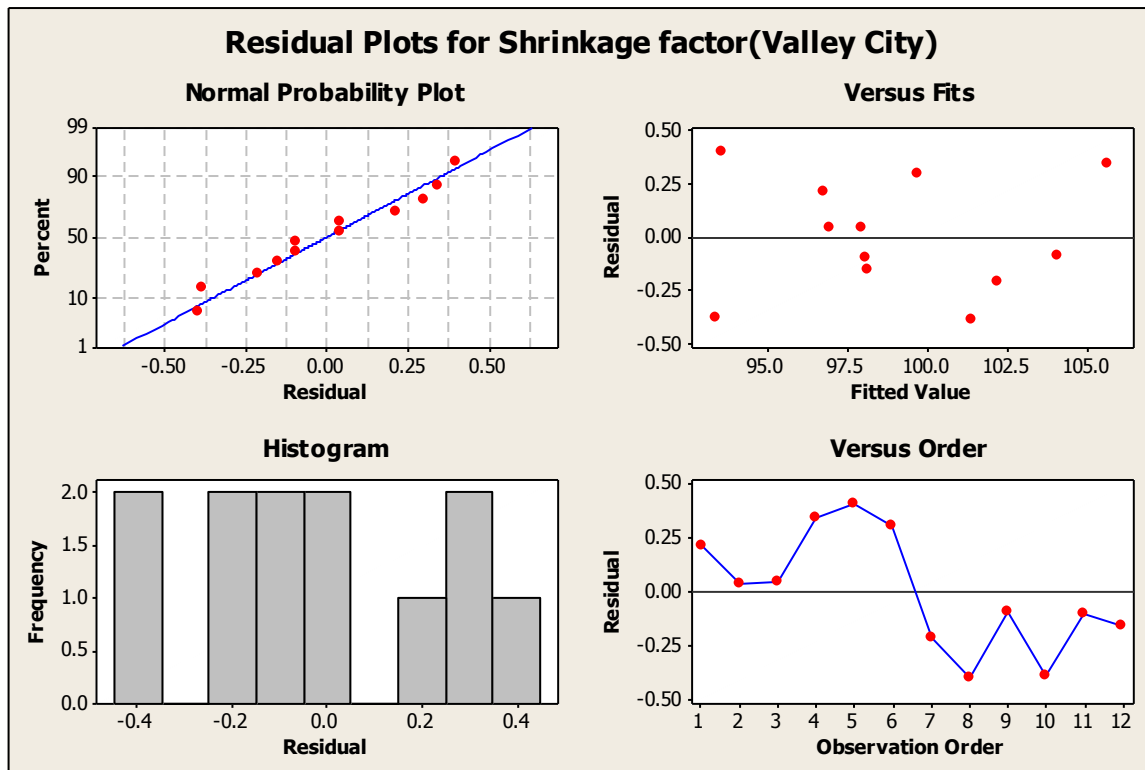 Residual Plots for Shrinkage factor(Valley City)
Normal Probability Plot
Percent
99
90
50
10
1
-0.50 -0.25 0.00 0.25 0.50
Residual
Versus Fits
Residual
0.50
0.25
0.00
-0.25
-0.50
95.0 97.5 100.0 102.5 105.0
Fitted Value
Histogram
Frequency
2.0
1.5
1.0
0.5
0.0
-0.4 -0.2 0.0 0.2 0.4
Residual
Versus Order
Residual
0.50
0.25
0.00
-0.25
-0.50
1 2 3 4 5 6 7 8 9 10 11 12
Observation Order